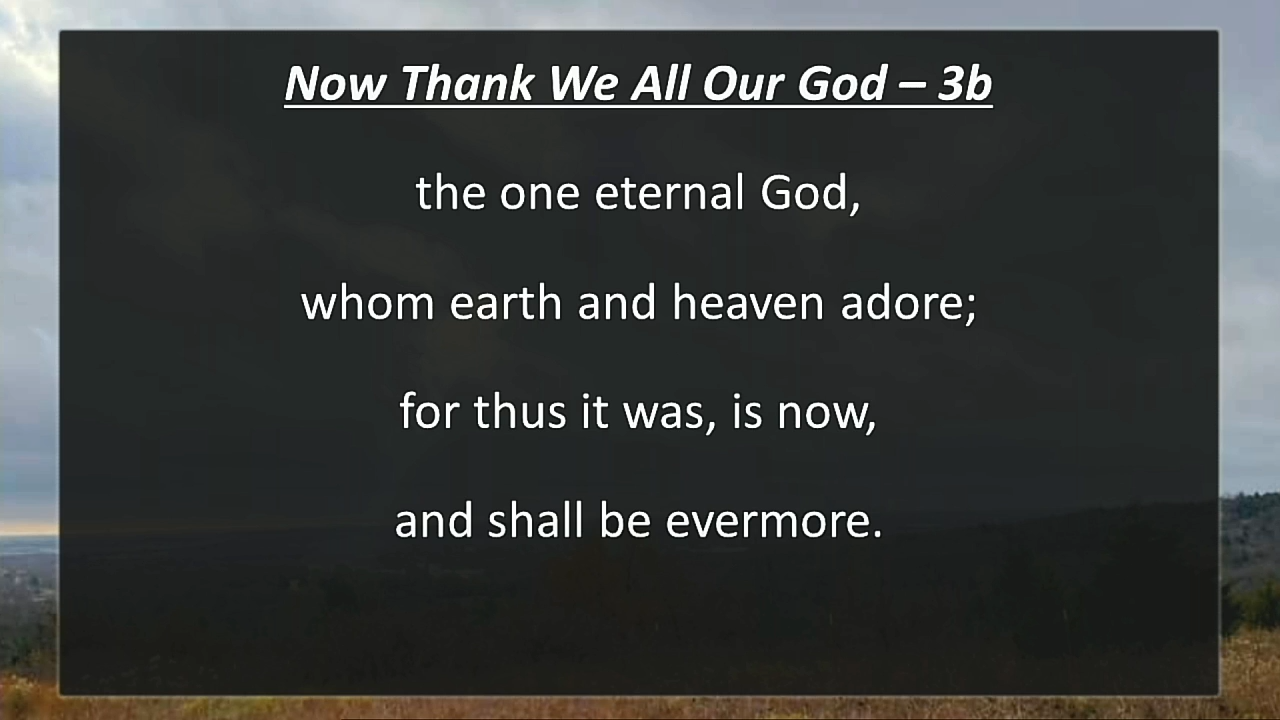 Now Thank We All Our God – 3b
the one eternal God,
whom earth and heaven adore;
for thus it was, is now,
and shall be evermore.